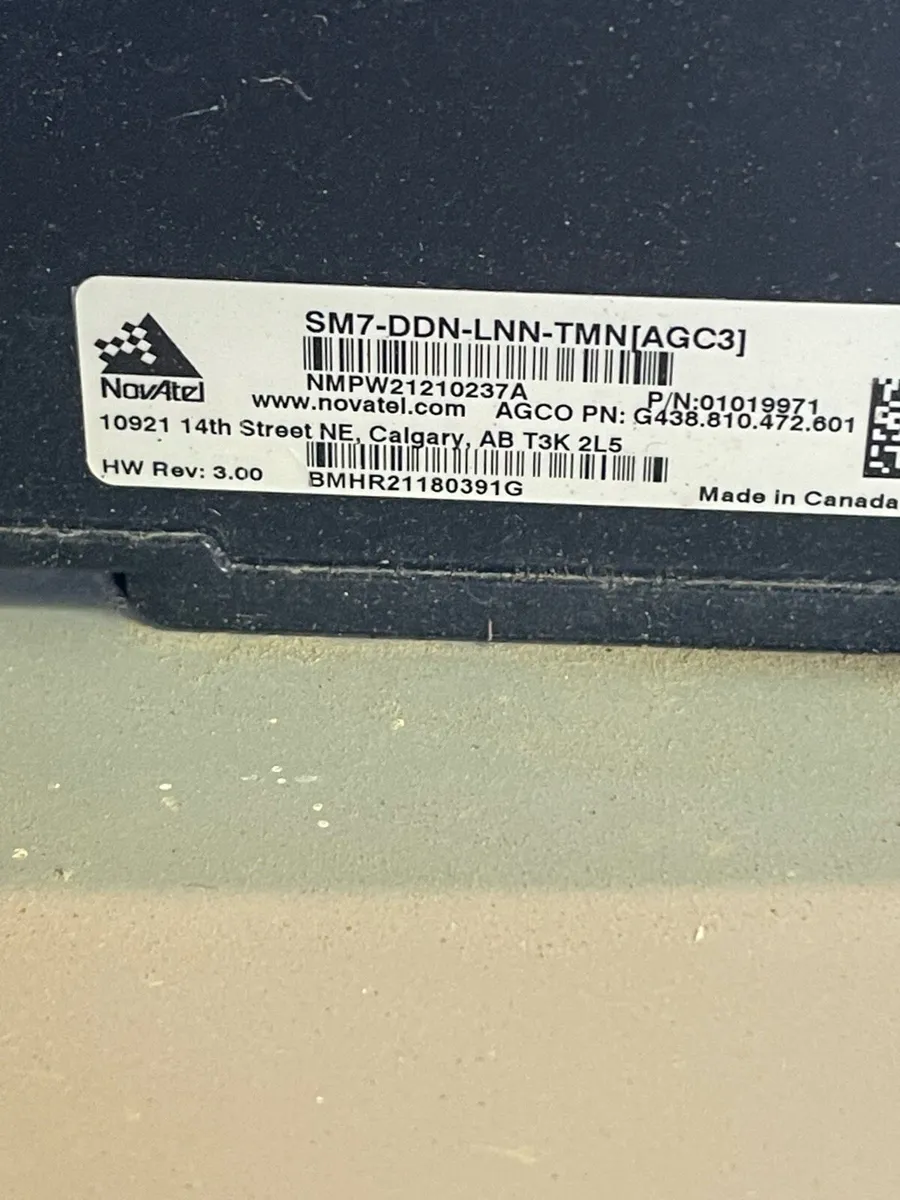 SM7-DDN-LNN-TMN[AGC3]
NovAtel
NMPW21210237A
P/N:01019971
www.novatel.com AGCO PN: G438.810.472.601
10921 14th Street NE, Calgary, AB T3K 2L5
HW Rev: 3.00
BMHR21180391G
Made in Canada